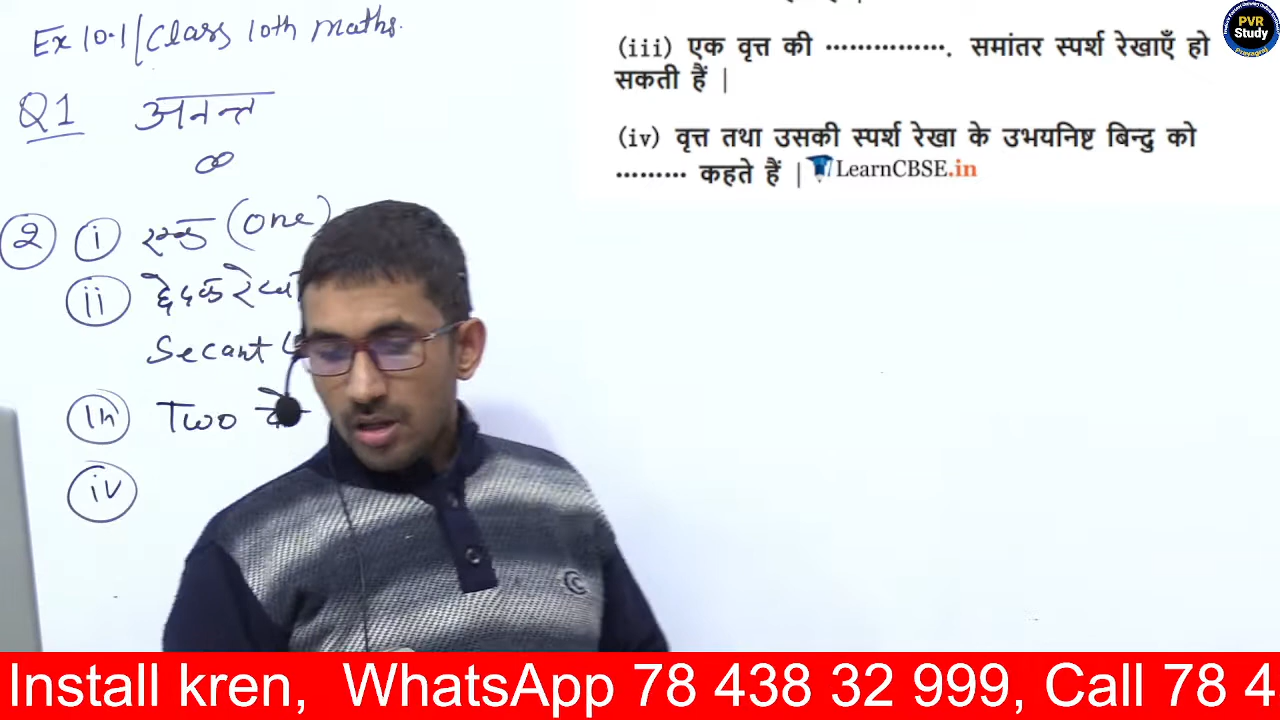 Ex 10.1 / Class 10th maths.
Q1 अनन्त
∞
2 i एक (One)
ii छेदक रेखा
Secant
iii Two
iv
(iii) एक वृत्त की ................ समांतर स्पर्श रेखाएँ हो
सकती हैं |
(iv) वृत्त तथा उसकी स्पर्श रेखा के उभयनिष्ट बिन्दु को
......... कहते हैं | LearnCBSE.in
PVR
Study
Prayagraj
Install kren, WhatsApp 78 438 32 999, Call 78 4